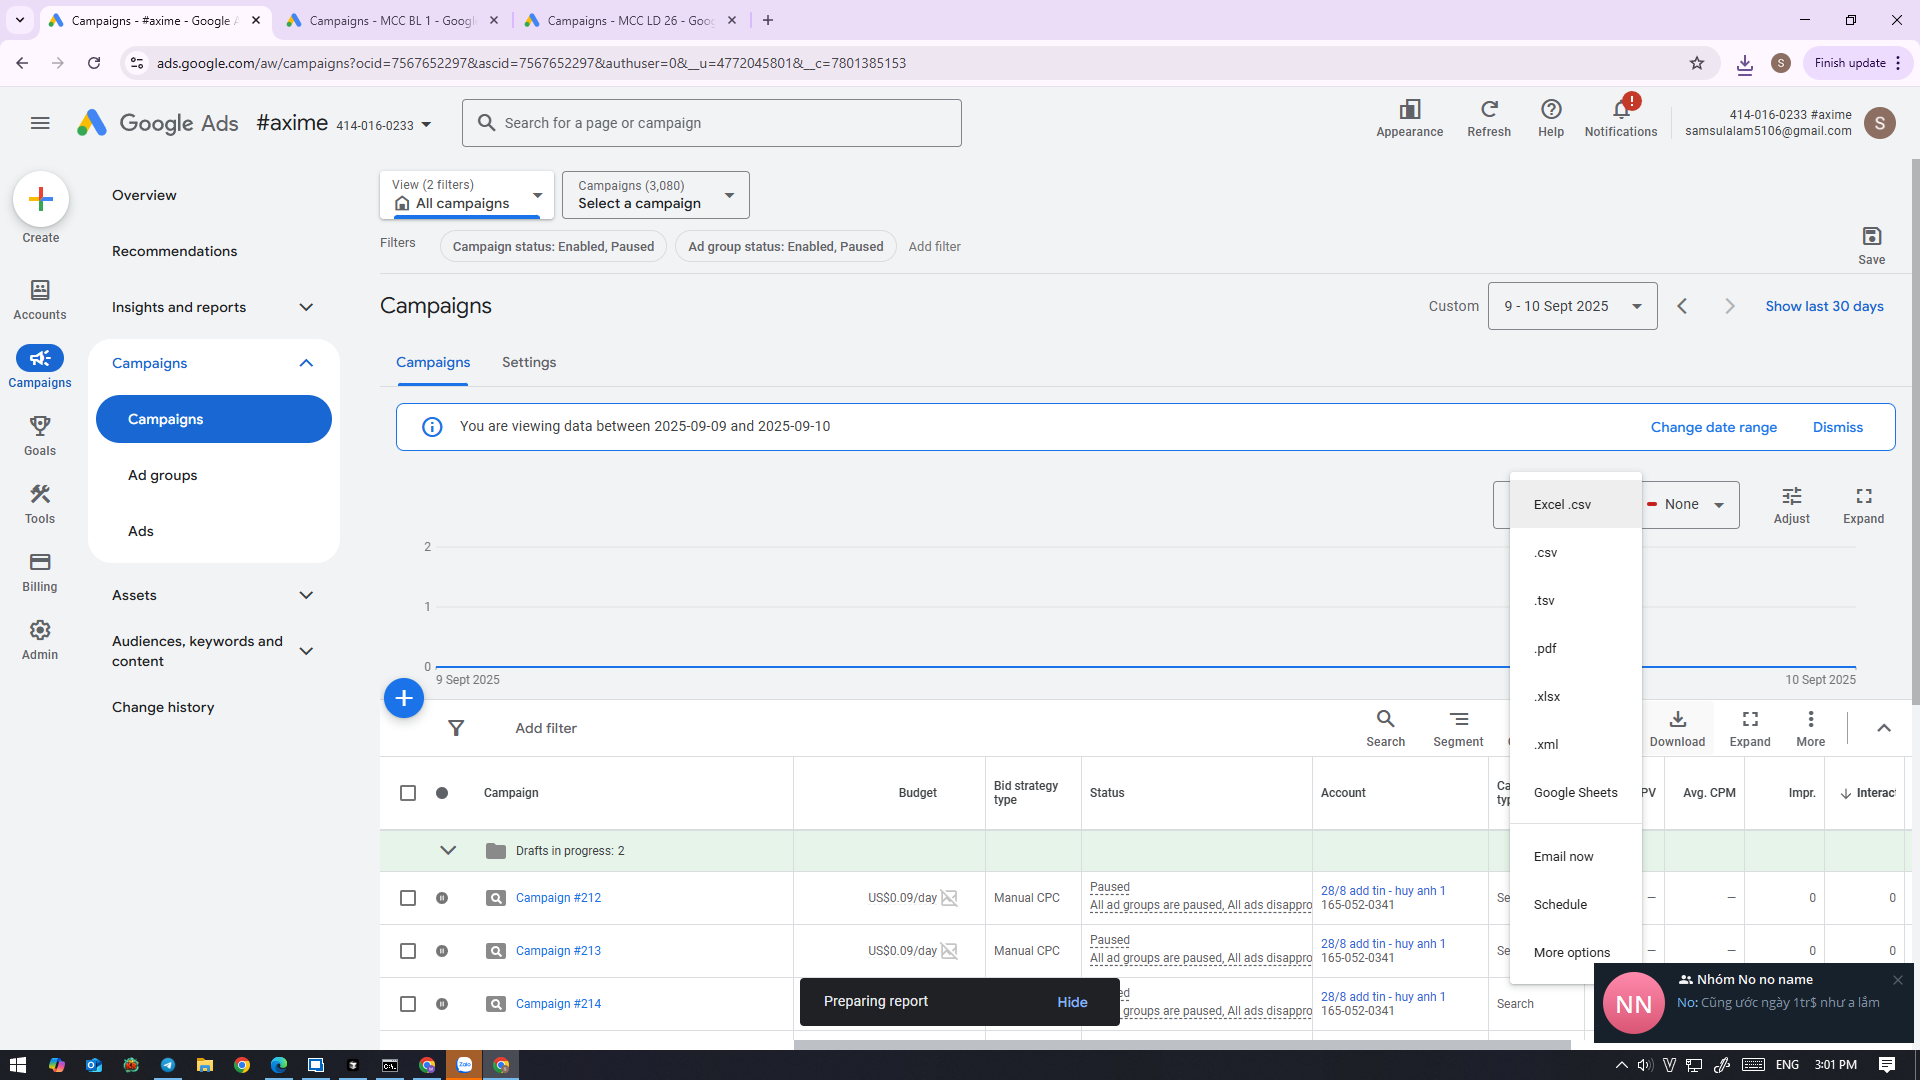 Campaigns - #axime - Google A
Campaigns - MCC BL 1 - Google
Campaigns - MCC LD 26 - Goo
ads.google.com/aw/campaigns?ocid=7567652297&ascid=7567652297&authuser=0&__u=4772045801&__c=7801385153
S
Finish update
Google Ads
#axime 414-016-0233
Search for a page or campaign
Appearance
Refresh
Help
!
Notifications
414-016-0233 #axime
samsulalam5106@gmail.com
S
Create
Accounts
Campaigns
Goals
Tools
Billing
Admin
Overview
Recommendations
Insights and reports
Campaigns
Campaigns
Ad groups
Ads
Assets
Audiences, keywords and
content
Change history
View (2 filters)
All campaigns
Campaigns (3,080)
Select a campaign
Filters
Campaign status: Enabled, Paused
Ad group status: Enabled, Paused
Add filter
Save
Campaigns
Custom
9 - 10 Sept 2025
Show last 30 days
Campaigns
Settings
You are viewing data between 2025-09-09 and 2025-09-10
Change date range
Dismiss
None
Adjust
Expand
2
1
0
9 Sept 2025
10 Sept 2025
Excel .csv
.csv
.tsv
.pdf
.xlsx
.xml
Google Sheets
Email now
Schedule
More options
Add filter
Search
Segment
Download
Expand
More
Campaign
Budget
Bid strategy
type
Status
Account
Ca
typ
PV
Avg. CPM
Impr.
Interac
Drafts in progress: 2
Campaign #212
US$0.09/day
Manual CPC
Paused
All ad groups are paused, All ads disappro
28/8 add tin - huy anh 1
165-052-0341
Se
—
—
0
0
Campaign #213
US$0.09/day
Manual CPC
Paused
All ad groups are paused, All ads disappro
28/8 add tin - huy anh 1
165-052-0341
Se
—
—
0
0
Campaign #214
ed
groups are paused, All ads disappro
28/8 add tin - huy anh 1
165-052-0341
Search
Preparing report
Hide
NN
Nhóm No no name
No: Cũng ước ngày 1tr$ như a lắm
Zalo
ENG
3:01 PM